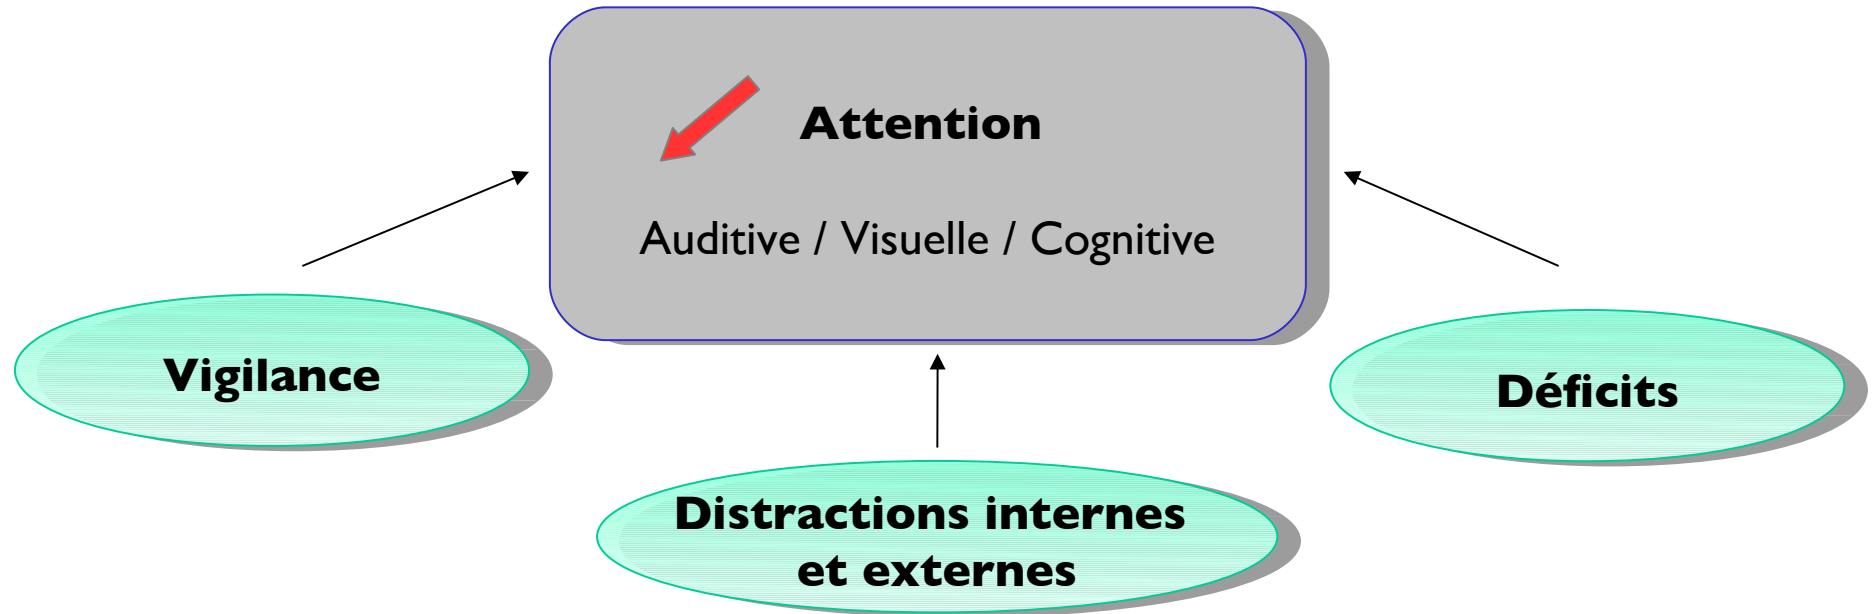 Attention
Auditive / Visuelle / Cognitive
Vigilance
Déficits
Distractions internes
et externes